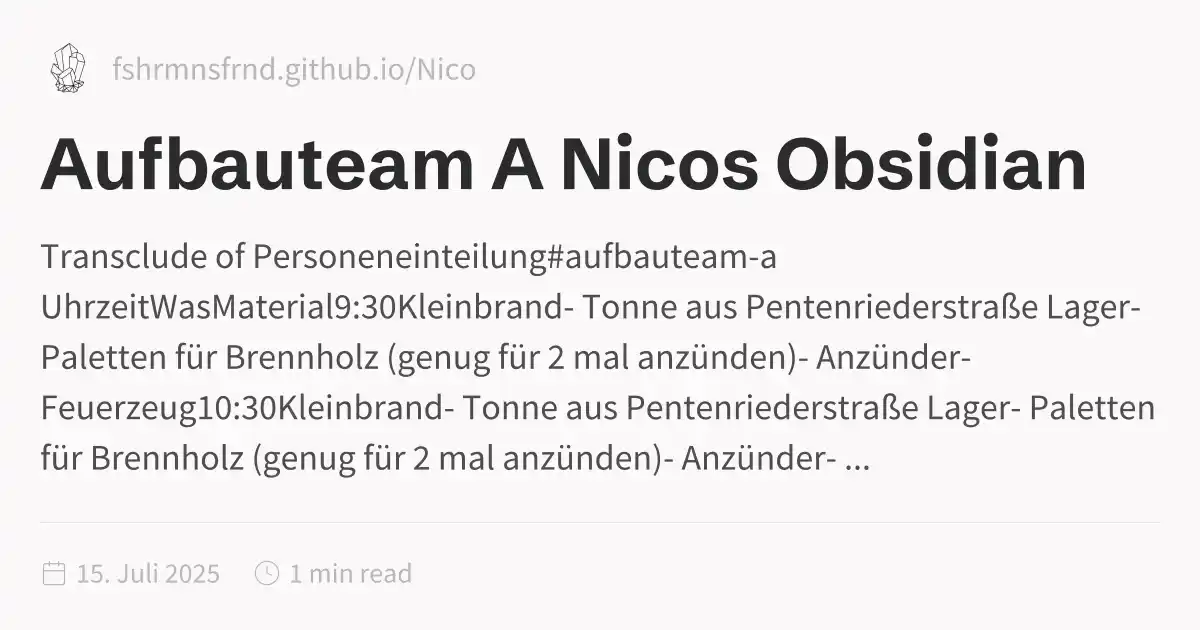 fshrmnsfrnd.github.io/Nico
Aufbauteam A Nicos Obsidian
Transclude of Personeneinteilung#aufbauteam-a
UhrzeitWasMaterial9:30Kleinbrand- Tonne aus Pentenriederstraße Lager-
Paletten für Brennholz (genug für 2 mal anzünden)- Anzünder-
Feuerzeug10:30Kleinbrand- Tonne aus Pentenriederstraße Lager- Paletten
für Brennholz (genug für 2 mal anzünden)- Anzünder- ...
15. Juli 2025 1 min read